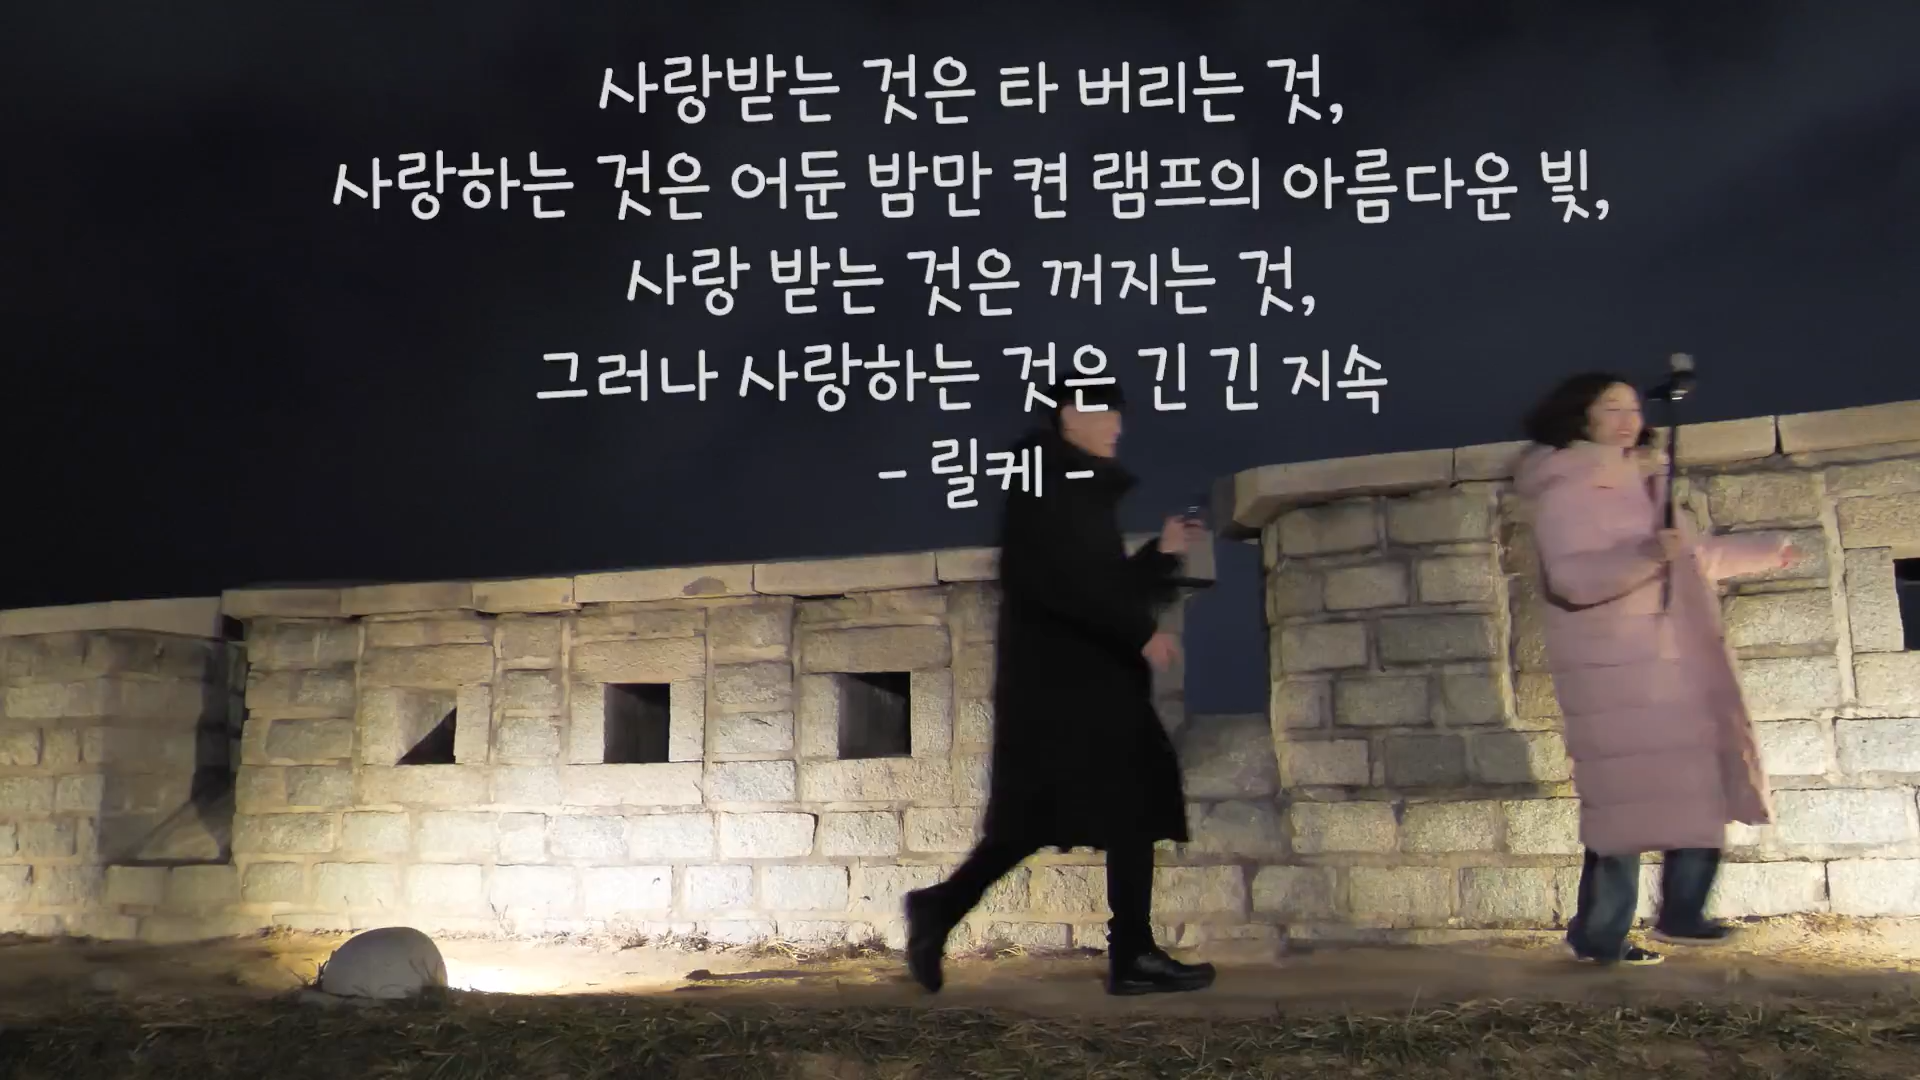 사랑받는 것은 타 버리는 것,
사랑하는 것은 어둔 밤만 켠 램프의 아름다운 빛,
사랑 받는 것은 꺼지는 것,
그러나 사랑하는 것은 긴 긴 지속
- 릴케 -